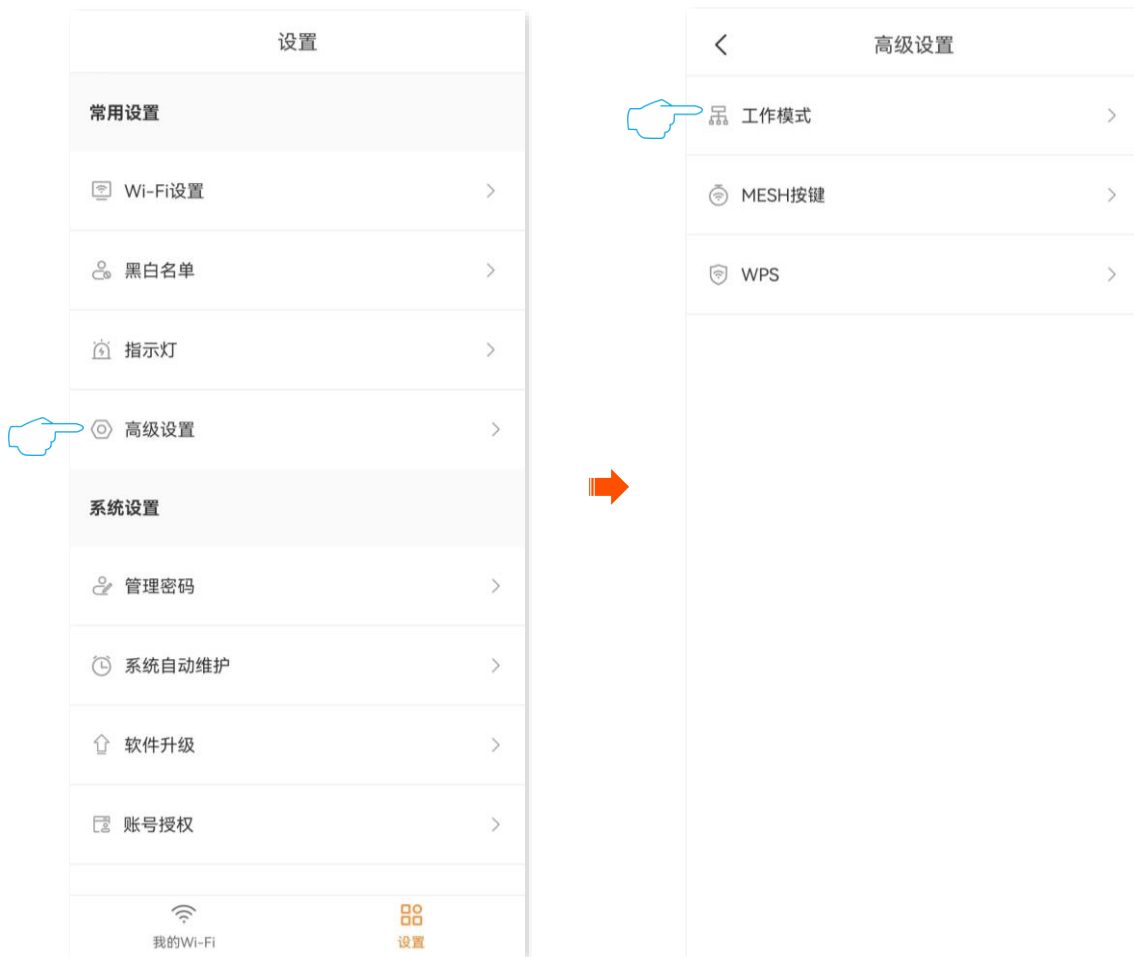 设置
常用设置
Wi-Fi设置
黑白名单
指示灯
高级设置
系统设置
管理密码
系统自动维护
软件升级
账号授权
我的Wi-Fi
设置
高级设置
工作模式
MESH按键
WPS